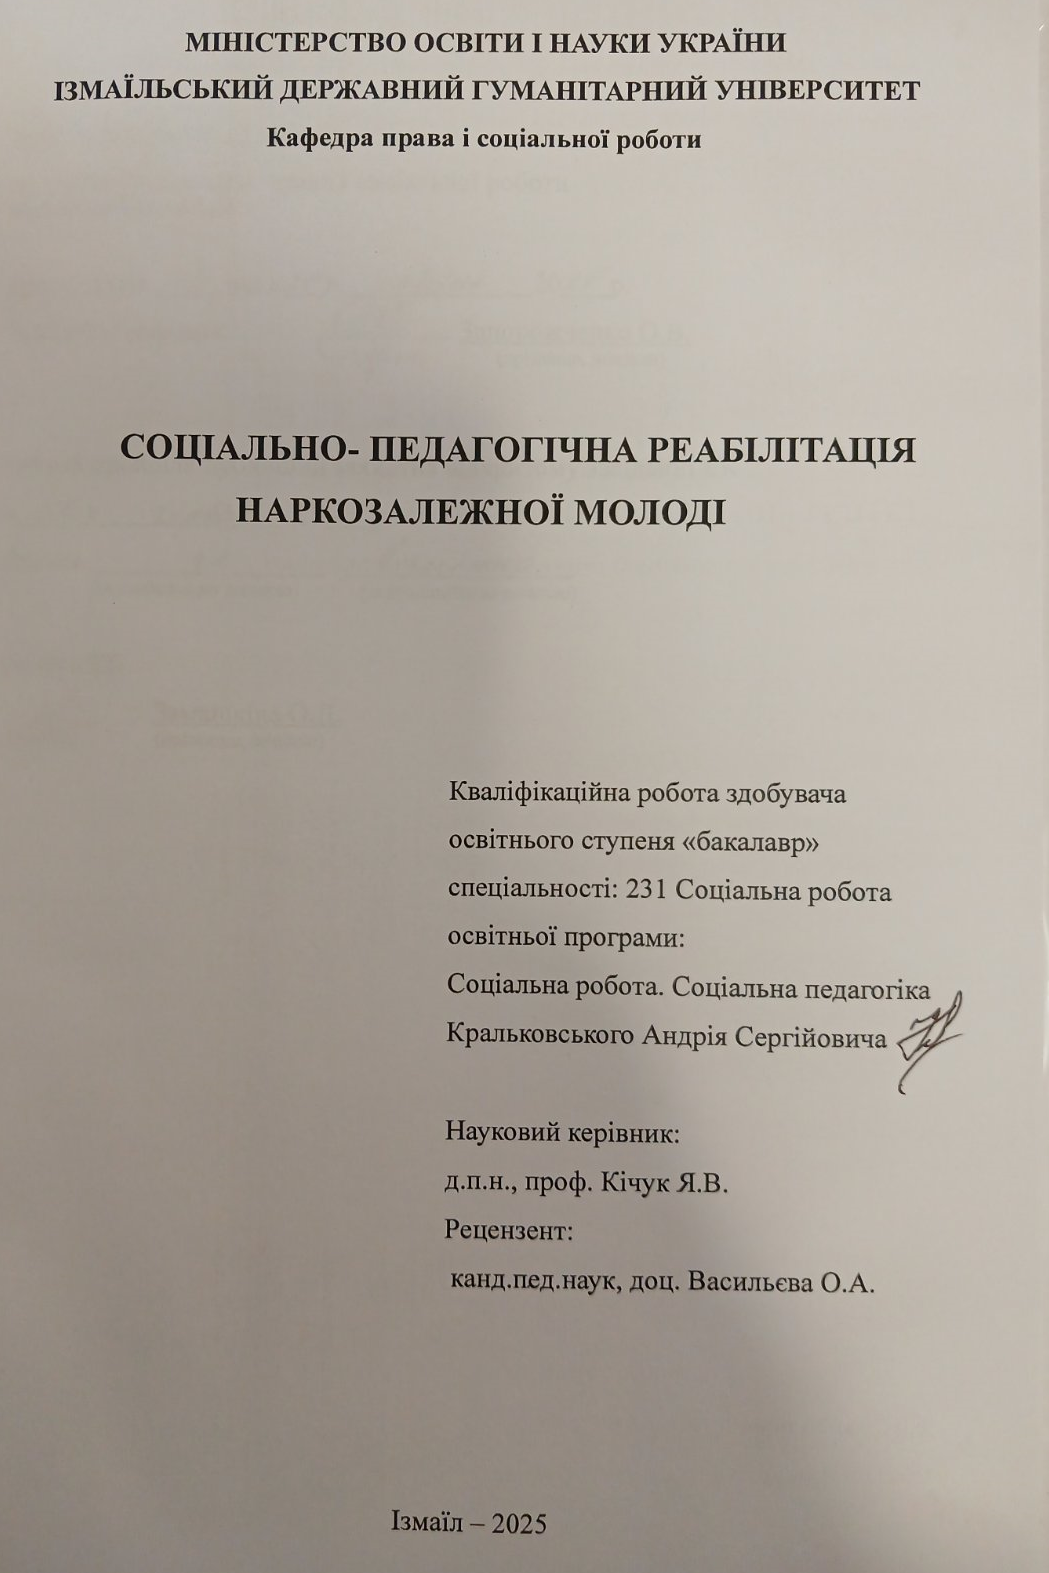 МІНІСТЕРСТВО ОСВІТИ І НАУКИ УКРАЇНИ
ІЗМАЇЛЬСЬКИЙ ДЕРЖАВНИЙ ГУМАНІТАРНИЙ УНІВЕРСИТЕТ
Кафедра права і соціальної роботи
СОЦІАЛЬНО- ПЕДАГОГІЧНА РЕАБІЛІТАЦІЯ
НАРКОЗАЛЕЖНОЇ МОЛОДІ
Кваліфікаційна робота здобувача
освітнього ступеня «бакалавр»
спеціальності: 231 Соціальна робота
освітньої програми:
Соціальна робота. Соціальна педагогіка
Кральковського Андрія Сергійовича
Науковий керівник:
д.п.н., проф. Кічук Я.В.
Рецензент:
канд.пед.наук, доц. Васильєва О.А.
Ізмаїл – 2025